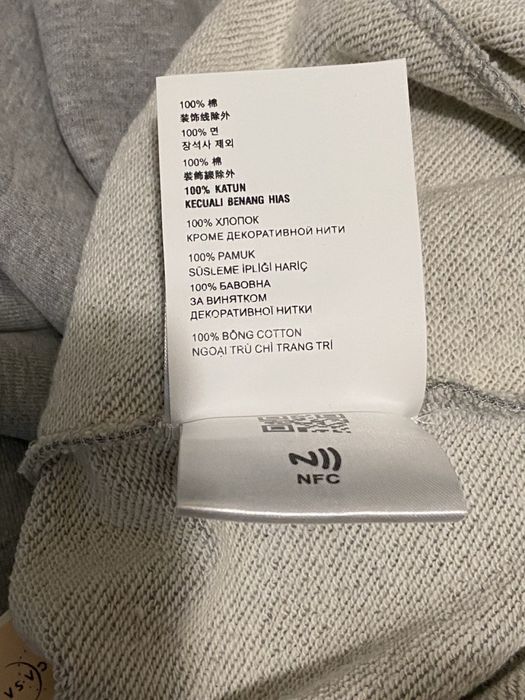 100% 棉
装饰线除外
100% 면
장식사 제외
100% 棉
裝飾線除外
100% KATUN
KECUALI BENANG HIAS
100% ХЛОПОК
КРОМЕ ДЕКОРАТИВНОЙ НИТИ
100% PAMUK
SÜSLEME İPLİĞİ HARİÇ
100% БАВОВНА
ЗА ВИНЯТКОМ
ДЕКОРАТИВНОЇ НИТКИ
100% BÔNG COTTON
NGOẠI TRỪ CHỈ TRANG TRÍ
NFC